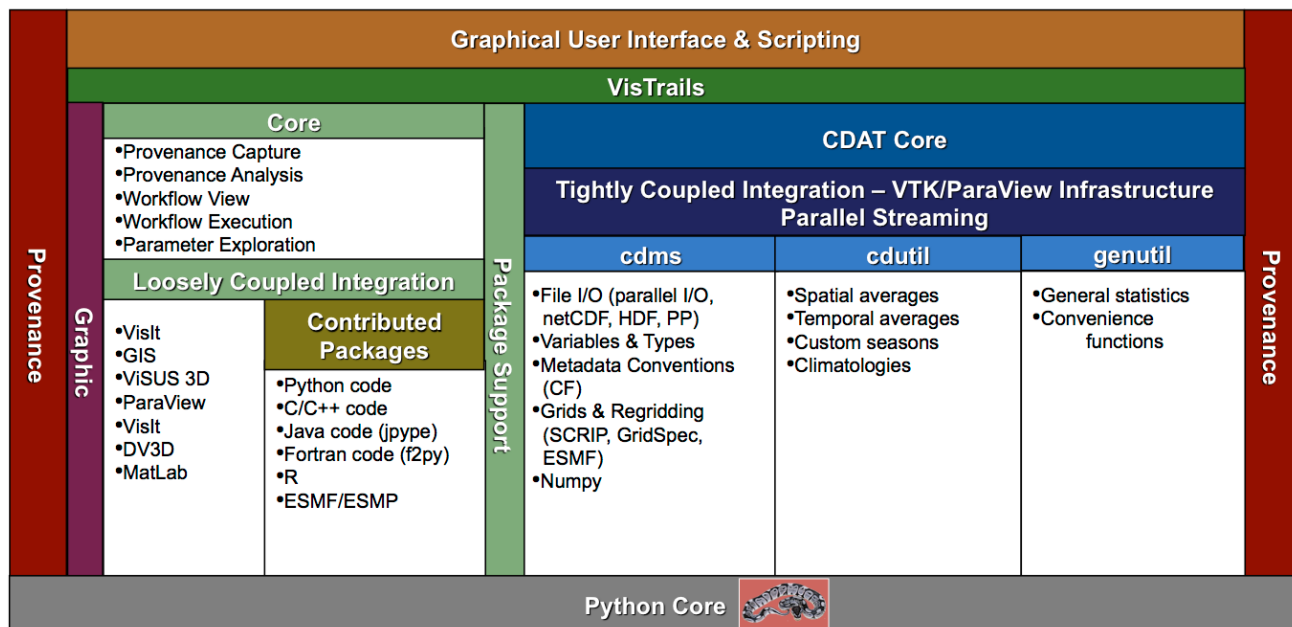 Graphical User Interface & Scripting
VisTrails
Provenance
Graphic
Core
•Provenance Capture
•Provenance Analysis
•Workflow View
•Workflow Execution
•Parameter Exploration
Loosely Coupled Integration
•VisIt
•GIS
•ViSUS 3D
•ParaView
•VisIt
•DV3D
•MatLab
Contributed
Packages
•Python code
•C/C++ code
•Java code (jpype)
•Fortran code (f2py)
•R
•ESMF/ESMP
Package Support
CDAT Core
Tightly Coupled Integration – VTK/ParaView Infrastructure
Parallel Streaming
cdms
•File I/O (parallel I/O,
netCDF, HDF, PP)
•Variables & Types
•Metadata Conventions
(CF)
•Grids & Regridding
(SCRIP, GridSpec,
ESMF)
•Numpy
cdutil
•Spatial averages
•Temporal averages
•Custom seasons
•Climatologies
genutil
•General statistics
•Convenience
functions
Provenance
Python Core